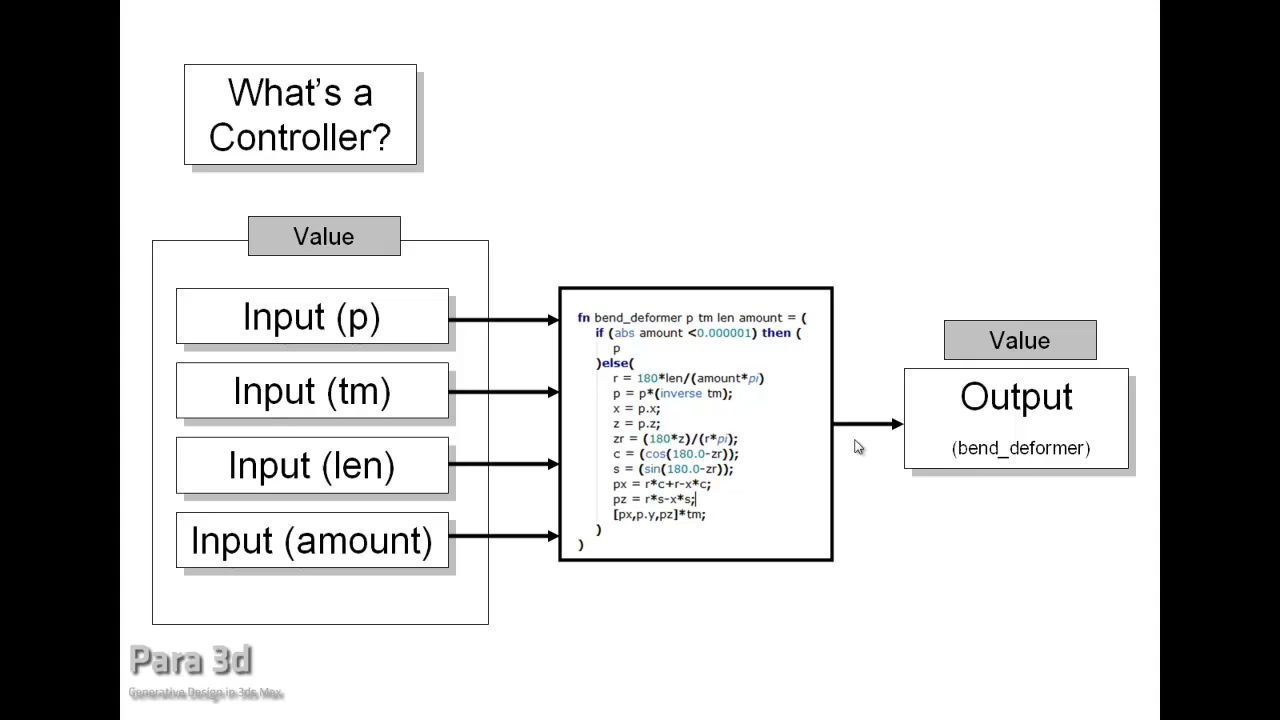 What's a
Controller?
Value
Input (p)
Input (tm)
Input (len)
Input (amount)
fn bend_deformer p tm len amount = (
if (abs amount <0.000001) then (
p
)else(
r = 180*len/(amount*pi)
p = p*(inverse tm);
x = p.x;
z = p.z;
zr = (180*z)/(r*pi);
c = (cos(180.0-zr));
s = (sin(180.0-zr));
px = r*c+r-x*c;
pz = r*s-x*s;
[px,p.y,pz]*tm;
)
)
Value
Output
(bend_deformer)
Para 3d
Generative Design in 3ds Max